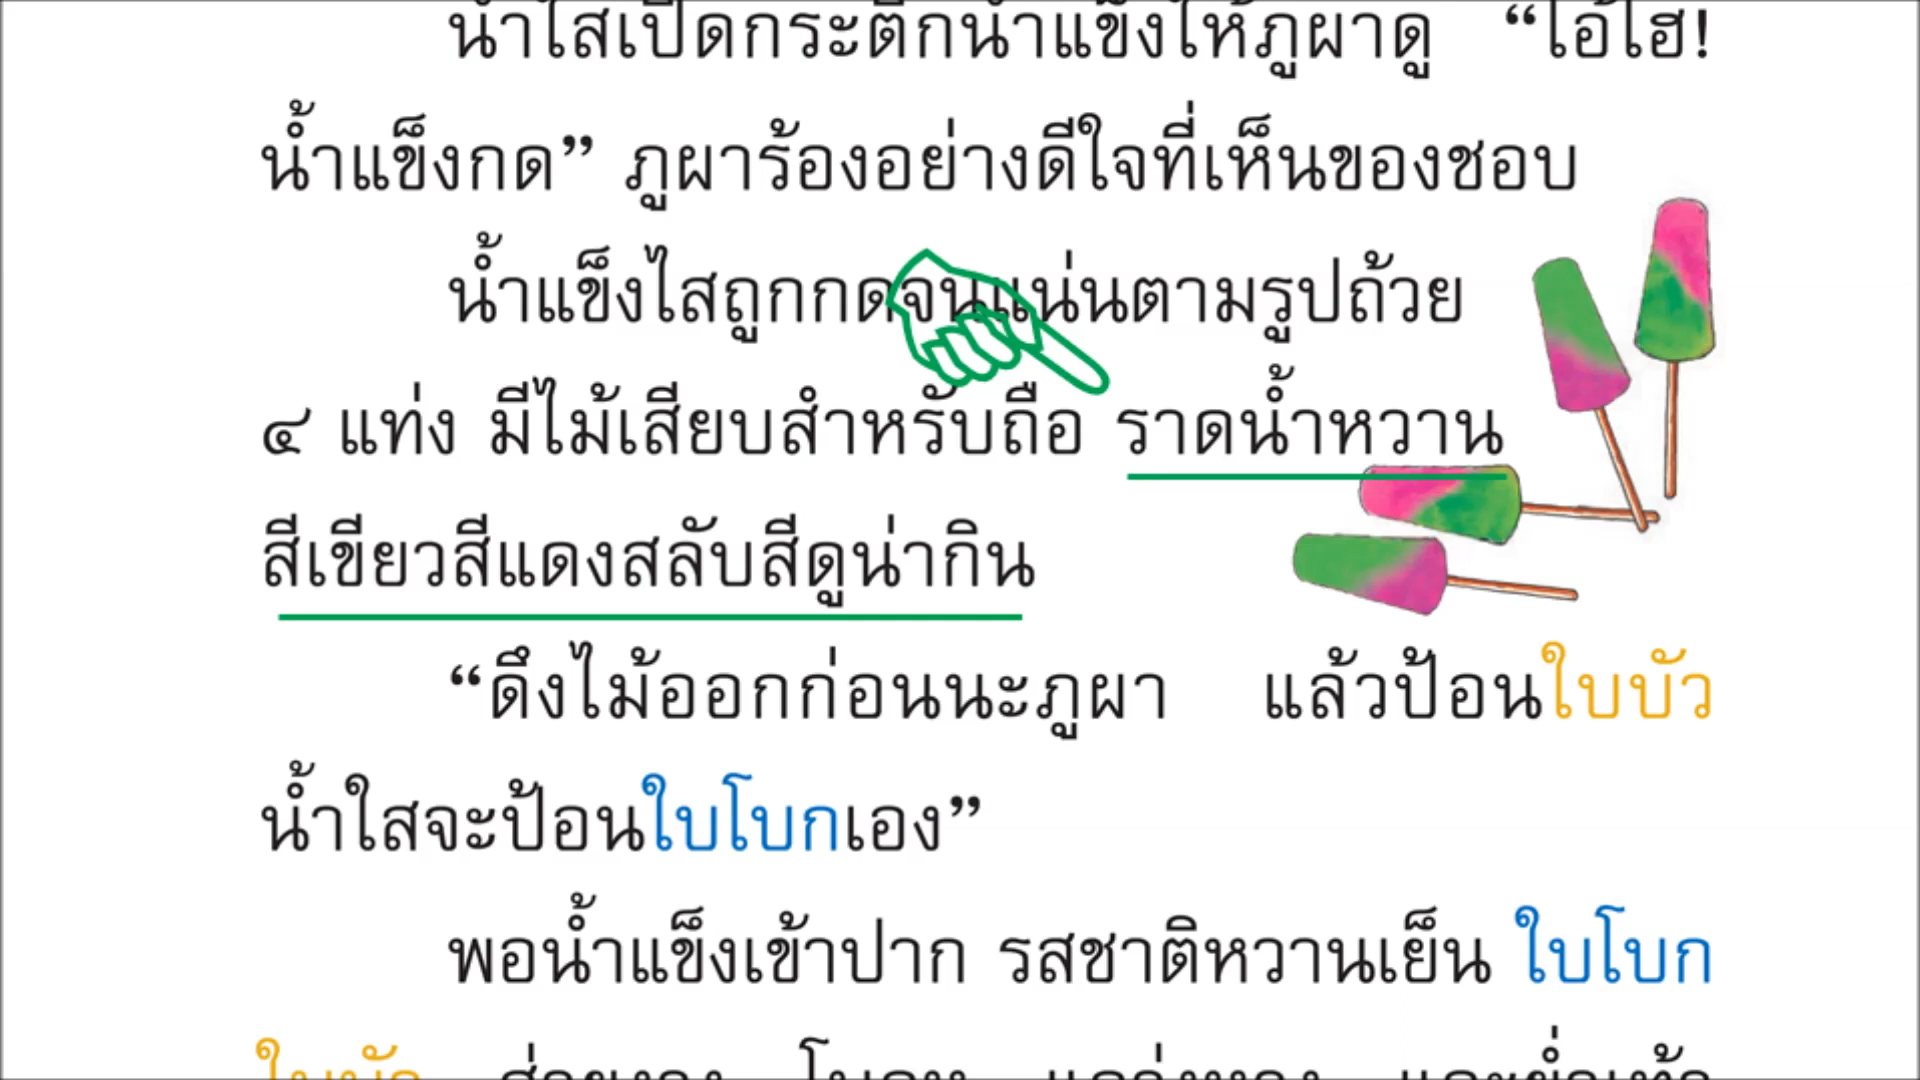 น้ำใสเปิดกระติกน้ำแข็งให้ภูผาดู “โอ้โฮ!
น้ำแข็งกด” ภูผาร้องอย่างดีใจที่เห็นของชอบ
น้ำแข็งไสถูกกดจนแน่นตามรูปถ้วย
๔ แท่ง มีไม้เสียบสำหรับถือ ราดน้ำหวาน
สีเขียวสีแดงสลับสีดูน่ากิน
“ดึงไม้ออกก่อนนะภูผา แล้วป้อนใบบัว
น้ำใสจะป้อนใบโบกเอง”
พอน้ำแข็งเข้าปาก รสชาติหวานเย็น ใบโบก
ใบบัว